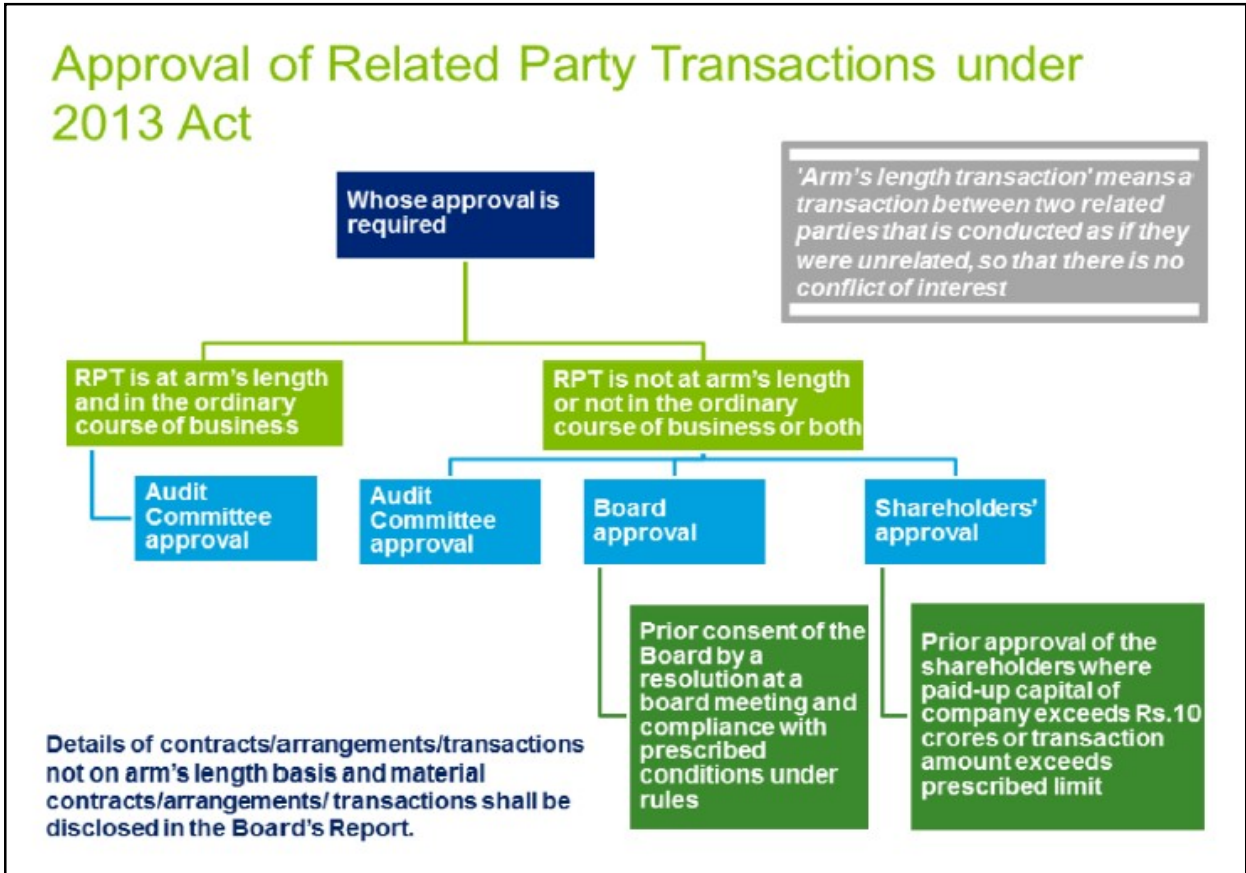 Approval of Related Party Transactions under
2013 Act
'Arm's length transaction' means a
transaction between two related
parties that is conducted as if they
were unrelated, so that there is no
conflict of interest
Whose approval is
required
RPT is at arm's length
and in the ordinary
course of business
RPT is not at arm's length
or not in the ordinary
course of business or both
Audit
Committee
approval
Audit
Committee
approval
Board
approval
Shareholders'
approval
Prior consent of the
Board by a
resolution at a
board meeting and
compliance with
prescribed
conditions under
rules
Prior approval of the
shareholders where
paid-up capital of
company exceeds Rs.10
crores or transaction
amount exceeds
prescribed limit
Details of contracts/arrangements/transactions
not on arm's length basis and material
contracts/arrangements/ transactions shall be
disclosed in the Board's Report.